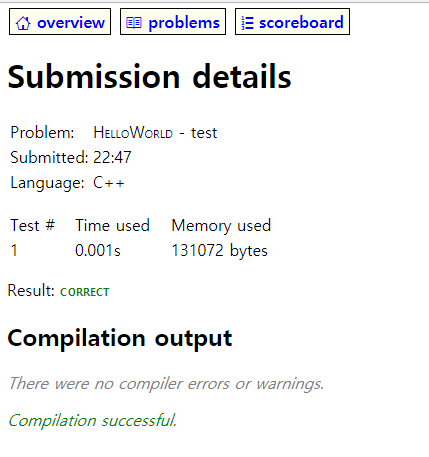 overview problems scoreboard
Submission details
Problem: HelloWorld - test
Submitted: 22:47
Language: C++
Test # Time used Memory used
1 0.001s 131072 bytes
Result: CORRECT
Compilation output
There were no compiler errors or warnings.
Compilation successful.